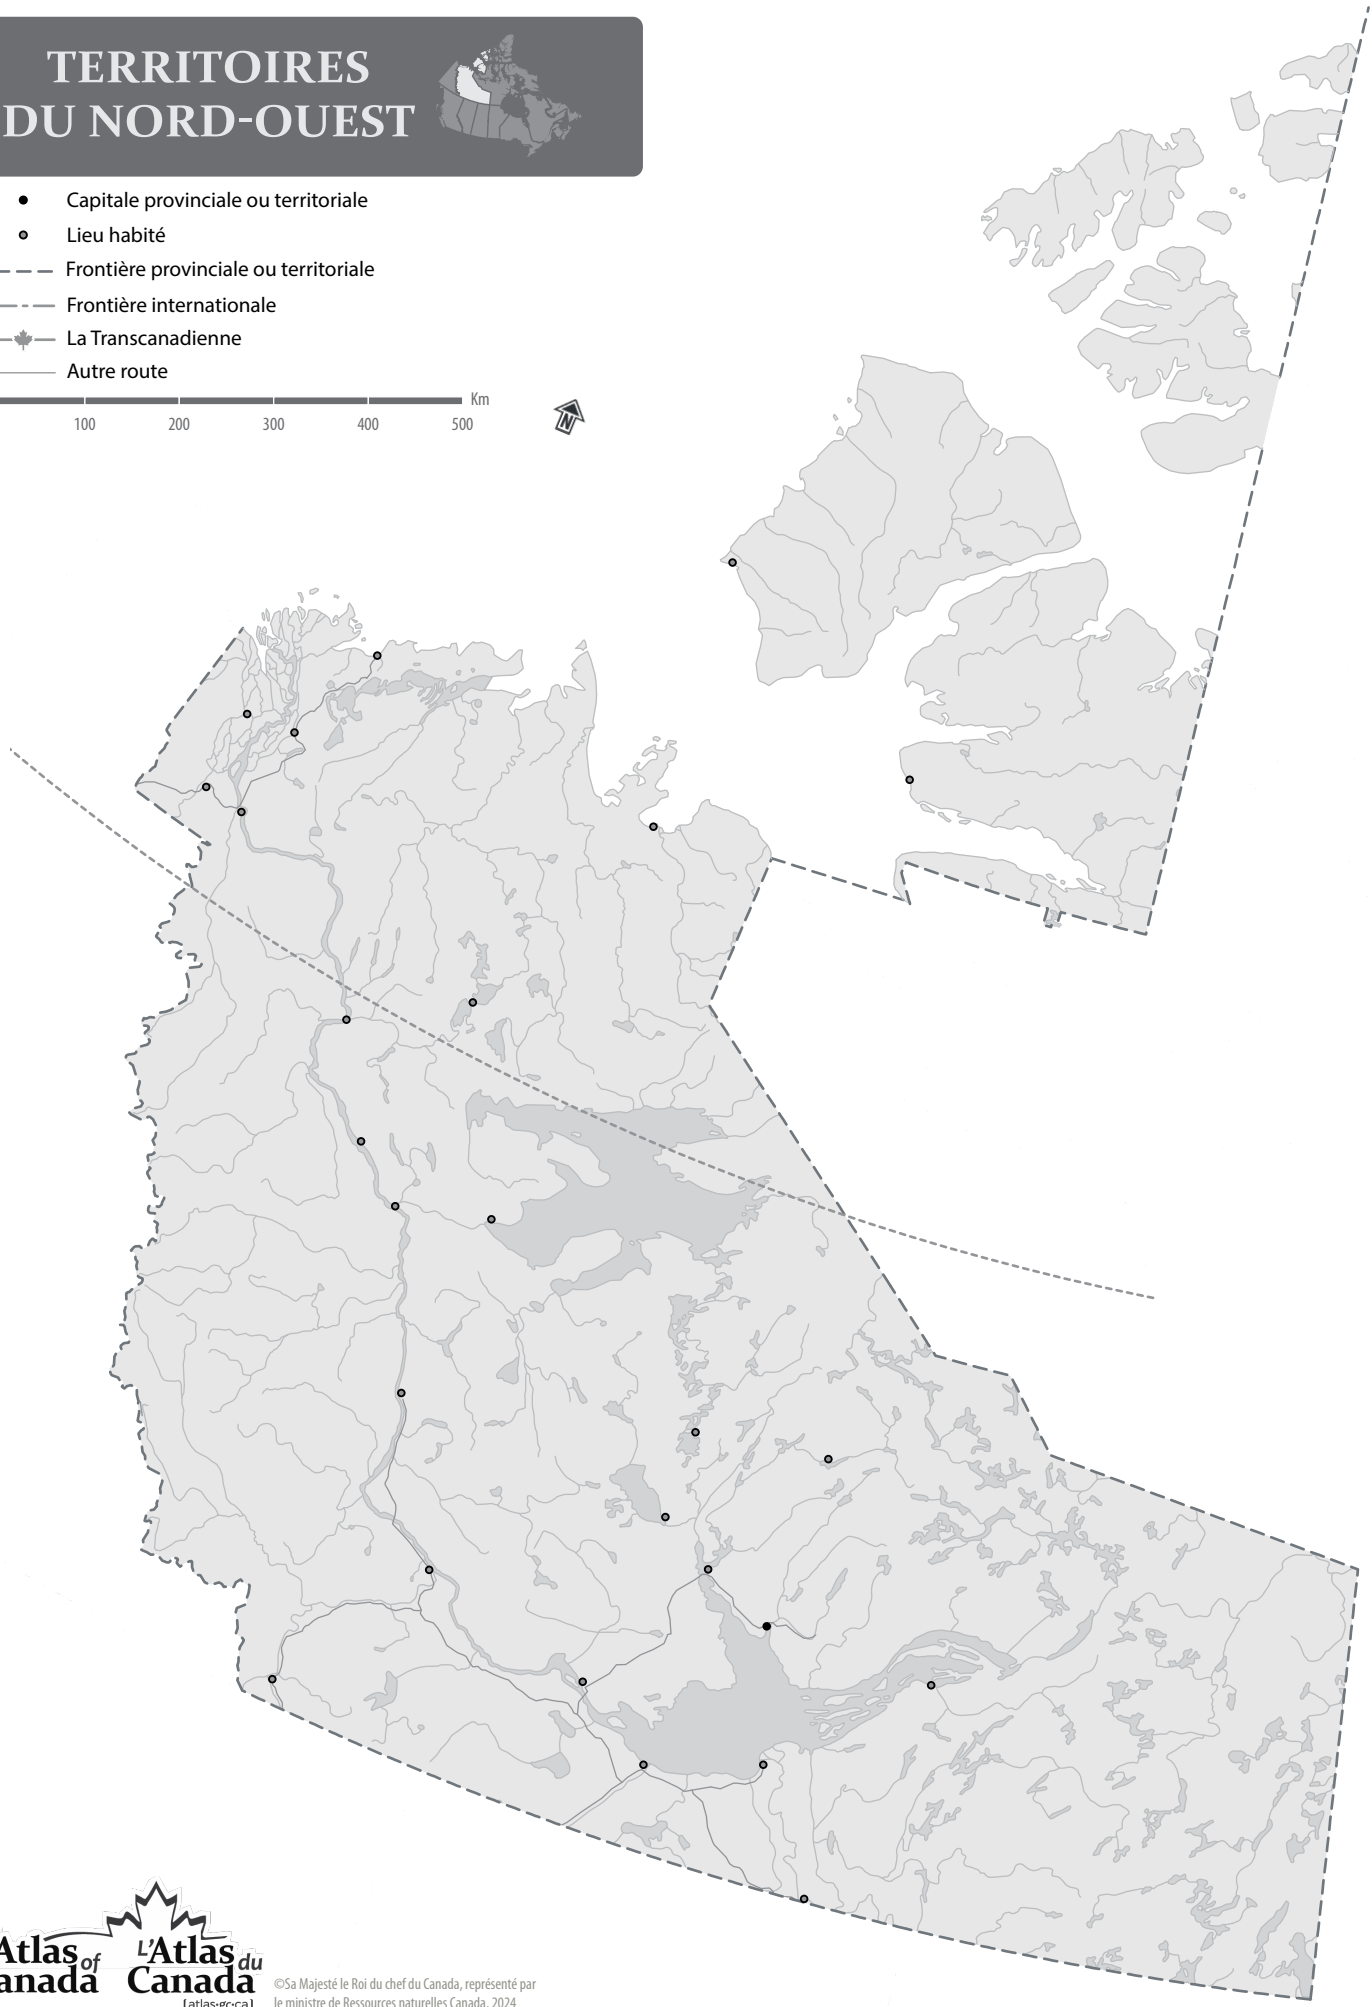 TERRITOIRES
DU NORD-OUEST
Capitale provinciale ou territoriale
Lieu habité
Frontière provinciale ou territoriale
Frontière internationale
La Transcanadienne
Autre route
Km
100 200 300 400 500
N
Atlas of L'Atlas du
anada Canada
[atlas•gc•ca]
©Sa Majesté le Roi du chef du Canada, représenté par
le ministre de Ressources naturelles Canada, 2024